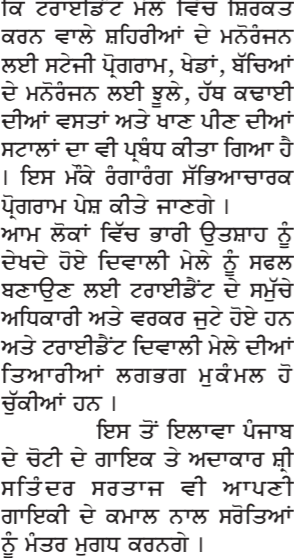 ਕਿ ਟਰਾਈਡੈਂਟ ਮੇਲੇ ਵਿੱਚ ਸ਼ਿਰਕਤ
ਕਰਨ ਵਾਲੇ ਸ਼ਹਿਰੀਆਂ ਦੇ ਮਨੋਰੰਜਨ
ਲਈ ਸਟੇਜੀ ਪ੍ਰੋਗਰਾਮ, ਖੇਡਾਂ, ਬੱਚਿਆਂ
ਦੇ ਮਨੋਰੰਜਨ ਲਈ ਝੂਲੇ, ਹੱਥ ਕਢਾਈ
ਦੀਆਂ ਵਸਤਾਂ ਅਤੇ ਖਾਣ ਪੀਣ ਦੀਆਂ
ਸਟਾਲਾਂ ਦਾ ਵੀ ਪ੍ਰਬੰਧ ਕੀਤਾ ਗਿਆ ਹੈ
। ਇਸ ਮੌਕੇ ਰੰਗਾਰੰਗ ਸੱਭਿਆਚਾਰਕ
ਪ੍ਰੋਗਰਾਮ ਪੇਸ਼ ਕੀਤੇ ਜਾਣਗੇ ।
ਆਮ ਲੋਕਾਂ ਵਿੱਚ ਭਾਰੀ ਉਤਸ਼ਾਹ ਨੂੰ
ਦੇਖਦੇ ਹੋਏ ਦਿਵਾਲੀ ਮੇਲੇ ਨੂੰ ਸਫਲ
ਬਣਾਉਣ ਲਈ ਟਰਾਈਡੈਂਟ ਦੇ ਸਮੁੱਚੇ
ਅਧਿਕਾਰੀ ਅਤੇ ਵਰਕਰ ਜੁਟੇ ਹੋਏ ਹਨ
ਅਤੇ ਟਰਾਈਡੈਂਟ ਦਿਵਾਲੀ ਮੇਲੇ ਦੀਆਂ
ਤਿਆਰੀਆਂ ਲਗਭਗ ਮੁਕੰਮਲ ਹੋ
ਚੁੱਕੀਆਂ ਹਨ ।
ਇਸ ਤੋਂ ਇਲਾਵਾ ਪੰਜਾਬ
ਦੇ ਚੋਟੀ ਦੇ ਗਾਇਕ ਤੇ ਅਦਾਕਾਰ ਸ਼੍ਰੀ
ਸਤਿੰਦਰ ਸਰਤਾਜ ਵੀ ਆਪਣੀ
ਗਾਇਕੀ ਦੇ ਕਮਾਲ ਨਾਲ ਸਰੋਤਿਆਂ
ਨੂੰ ਮੰਤਰ ਮੁਗਧ ਕਰਨਗੇ ।